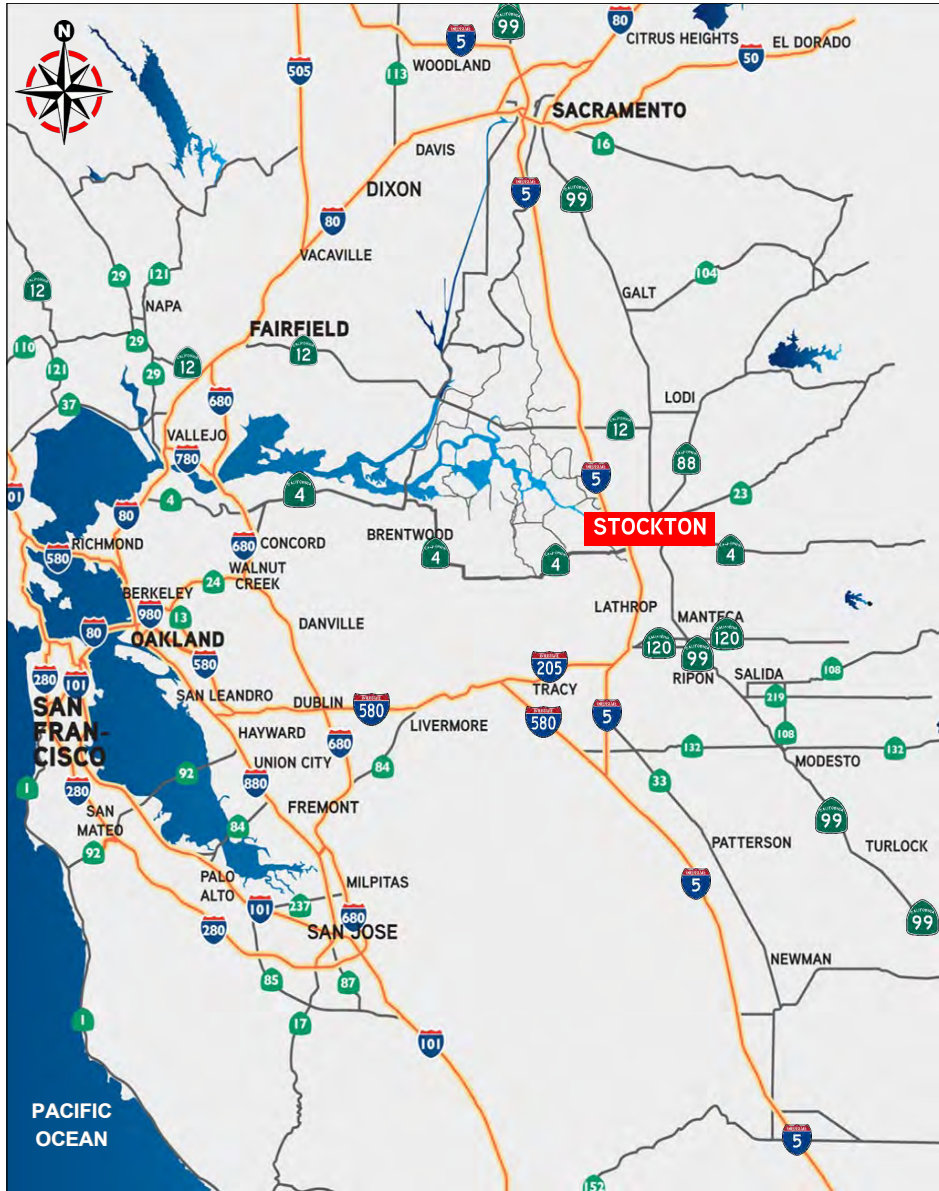 N
5
99
80
CITRUS HEIGHTS
EL DORADO
WOODLAND
50
505
113
SACRAMENTO
16
DAVIS
DIXON
5
99
80
VACAVILLE
12
29
121
104
GALT
NAPA
FAIRFIELD
110
29
12
12
121
29
37
680
LODI
12
VALLEJO
780
88
5
4
4
23
101
80
STOCKTON
RICHMOND
580
680
CONCORD
BRENTWOOD
4
4
4
WALNUT
CREEK
24
BERKELEY
980
13
LATHROP
MANTECA
DANVILLE
80
OAKLAND
120
120
99
580
205
RIPON
SALIDA
108
280
101
SAN LEANDRO
DUBLIN
TRACY
219
SAN
FRAN-
CISCO
580
580
5
LIVERMORE
HAYWARD
680
108
132
132
UNION CITY
84
MODESTO
92
880
33
1
280
FREMONT
SAN
MATEO
84
99
92
PATTERSON
TURLOCK
PALO
ALTO
MILPITAS
5
101
237
680
99
280
SAN JOSE
NEWMAN
85
87
1
17
101
PACIFIC
OCEAN
5
152